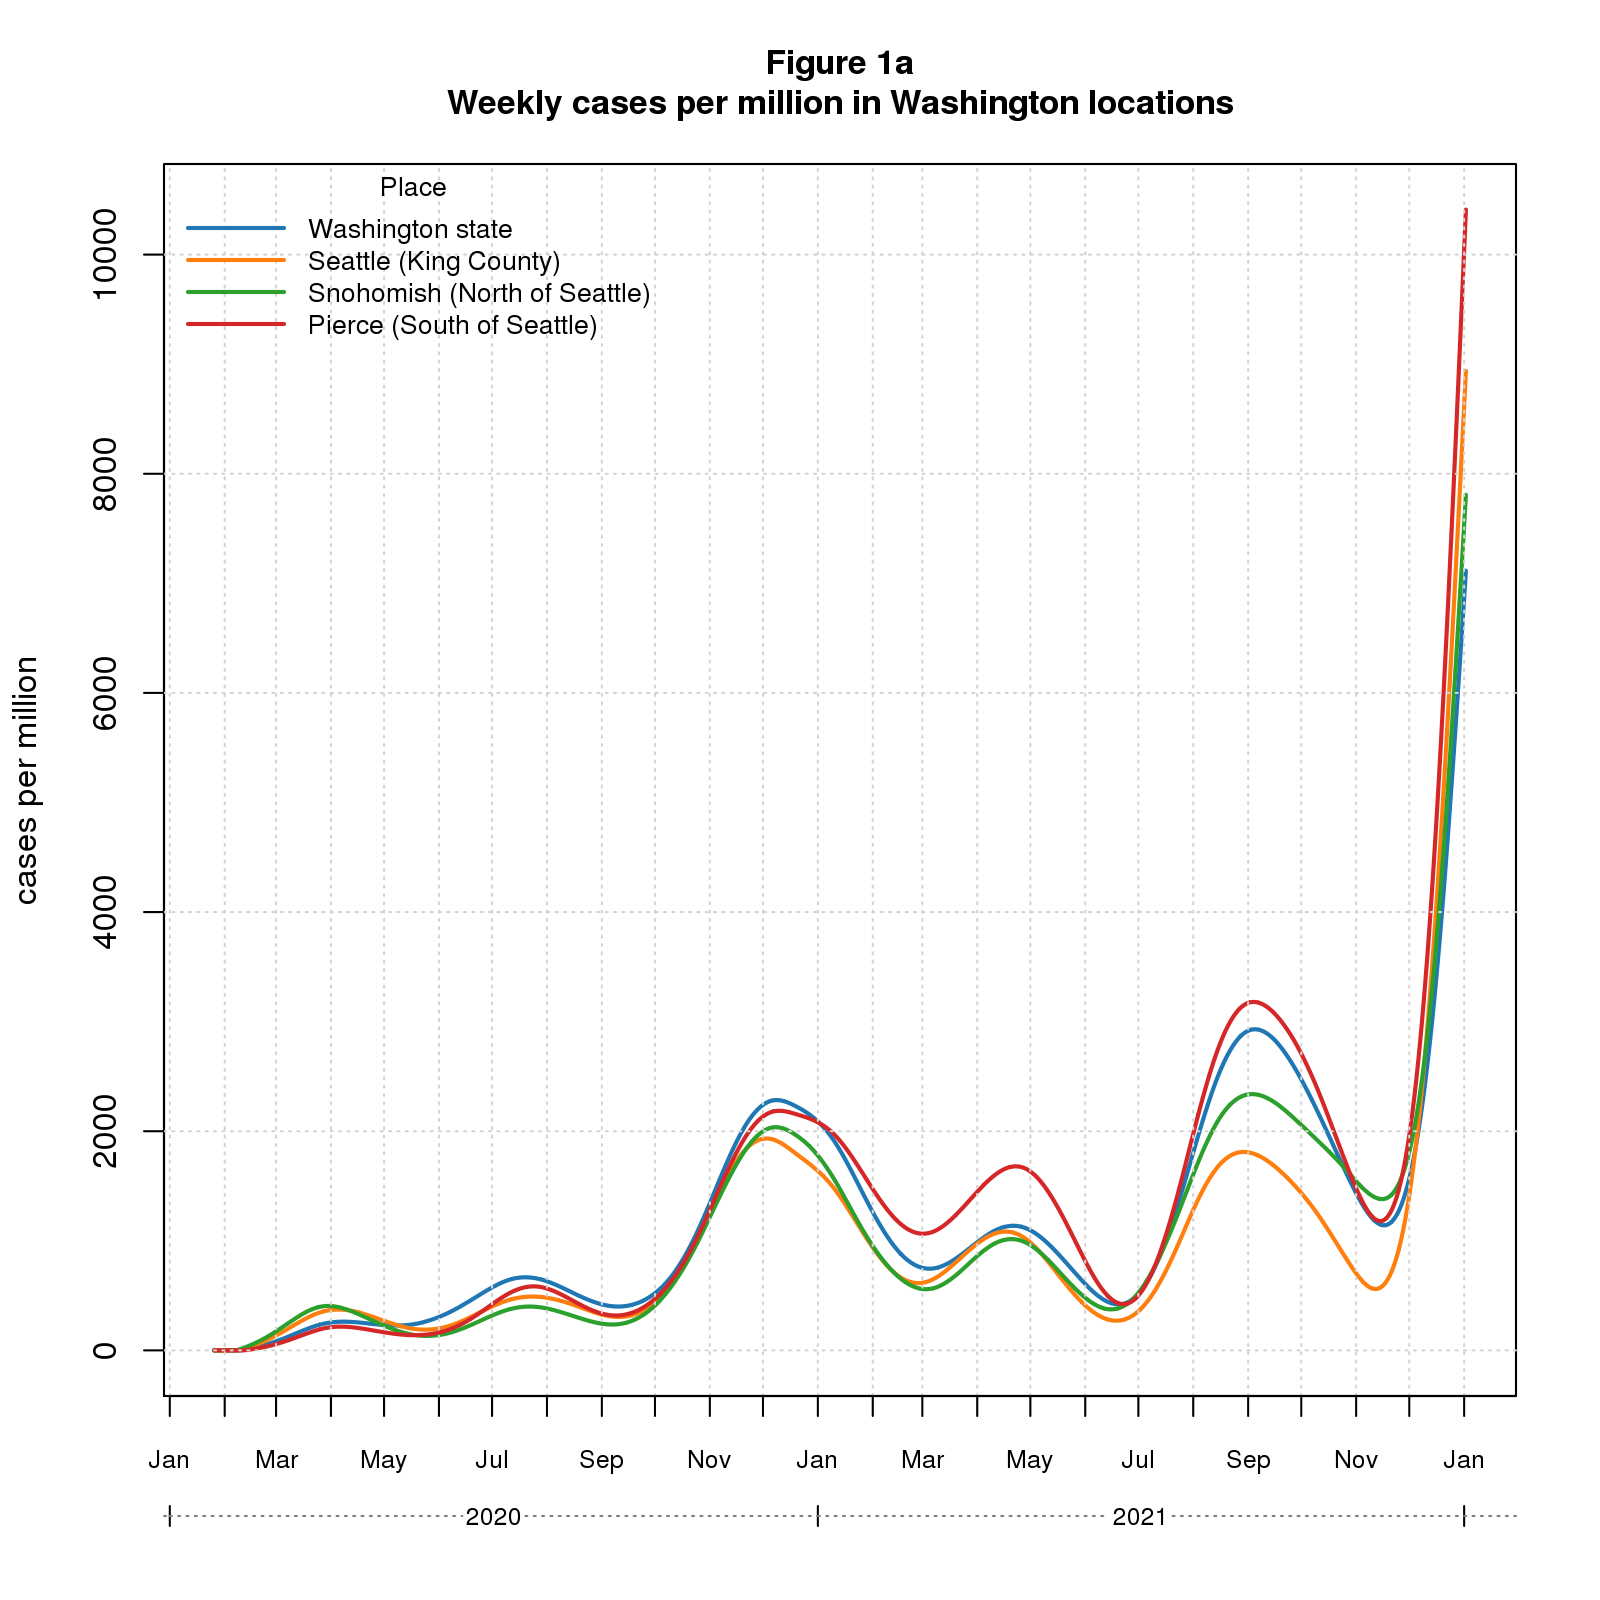 Figure 1a
Weekly cases per million in Washington locations
Place
Washington state
Seattle (King County)
Snohomish (North of Seattle)
Pierce (South of Seattle)
cases per million
10000
8000
6000
4000
2000
0
Jan Mar May Jul Sep Nov Jan Mar May Jul Sep Nov Jan
2020 2021